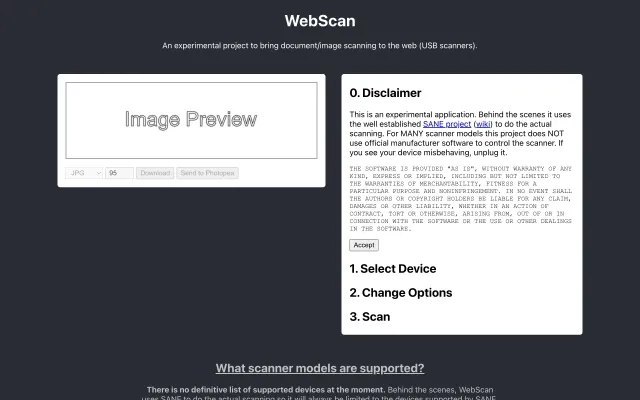 WebScan
An experimental project to bring document/image scanning to the web (USB scanners).
Image Preview
JPG 95 Download Send to Photopea
0. Disclaimer
This is an experimental application. Behind the scenes it uses
the well established SANE project (wiki) to do the actual
scanning. For MANY scanner models this project does NOT
use official manufacturer software to control the scanner. If
you see your device misbehaving, unplug it.
THE SOFTWARE IS PROVIDED "AS IS", WITHOUT WARRANTY OF ANY
KIND, EXPRESS OR IMPLIED, INCLUDING BUT NOT LIMITED TO
THE WARRANTIES OF MERCHANTABILITY, FITNESS FOR A
PARTICULAR PURPOSE AND NONINFRINGEMENT. IN NO EVENT SHALL
THE AUTHORS OR COPYRIGHT HOLDERS BE LIABLE FOR ANY CLAIM,
DAMAGES OR OTHER LIABILITY, WHETHER IN AN ACTION OF
CONTRACT, TORT OR OTHERWISE, ARISING FROM, OUT OF OR IN
CONNECTION WITH THE SOFTWARE OR THE USE OR OTHER DEALINGS
IN THE SOFTWARE.
Accept
1. Select Device
2. Change Options
3. Scan
What scanner models are supported?
There is no definitive list of supported devices at the moment. Behind the scenes, WebScan
uses SANE to do the actual scanning so it will always be limited to the devices supported by SANE.